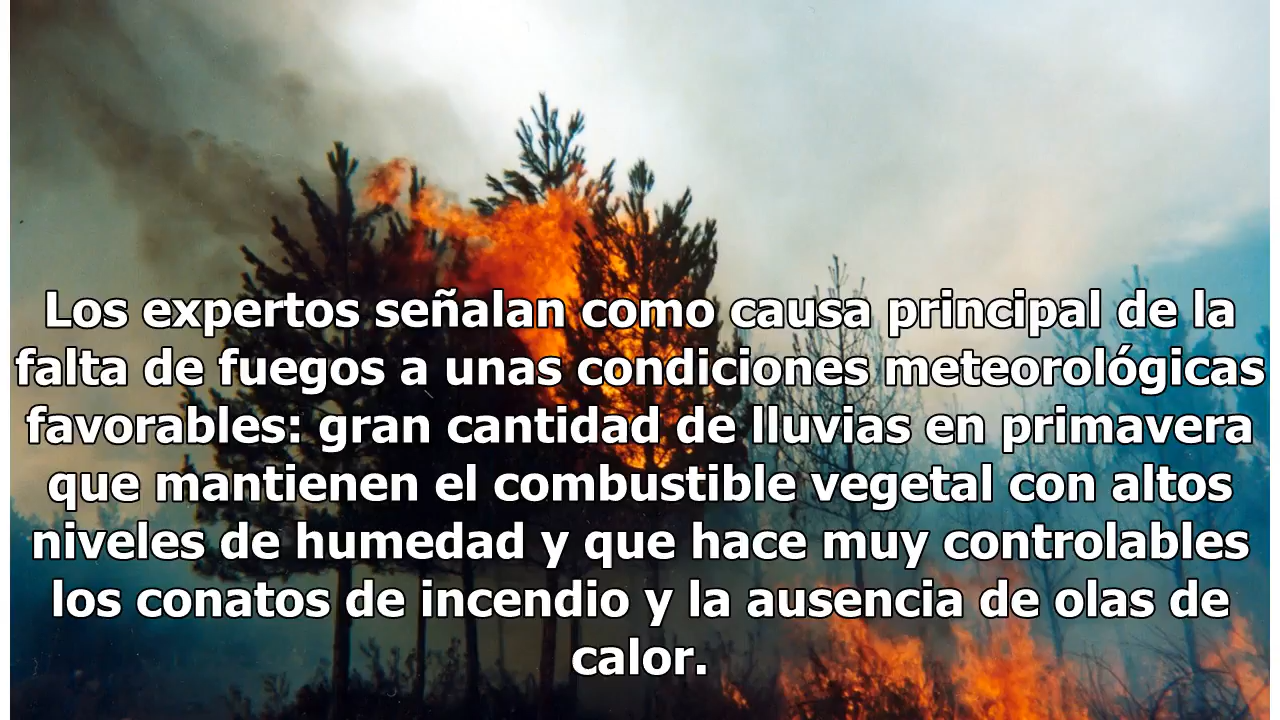 Los expertos señalan como causa principal de la
falta de fuegos a unas condiciones meteorológicas
favorables: gran cantidad de lluvias en primavera
que mantienen el combustible vegetal con altos
niveles de humedad y que hace muy controlables
los conatos de incendio y la ausencia de olas de
calor.